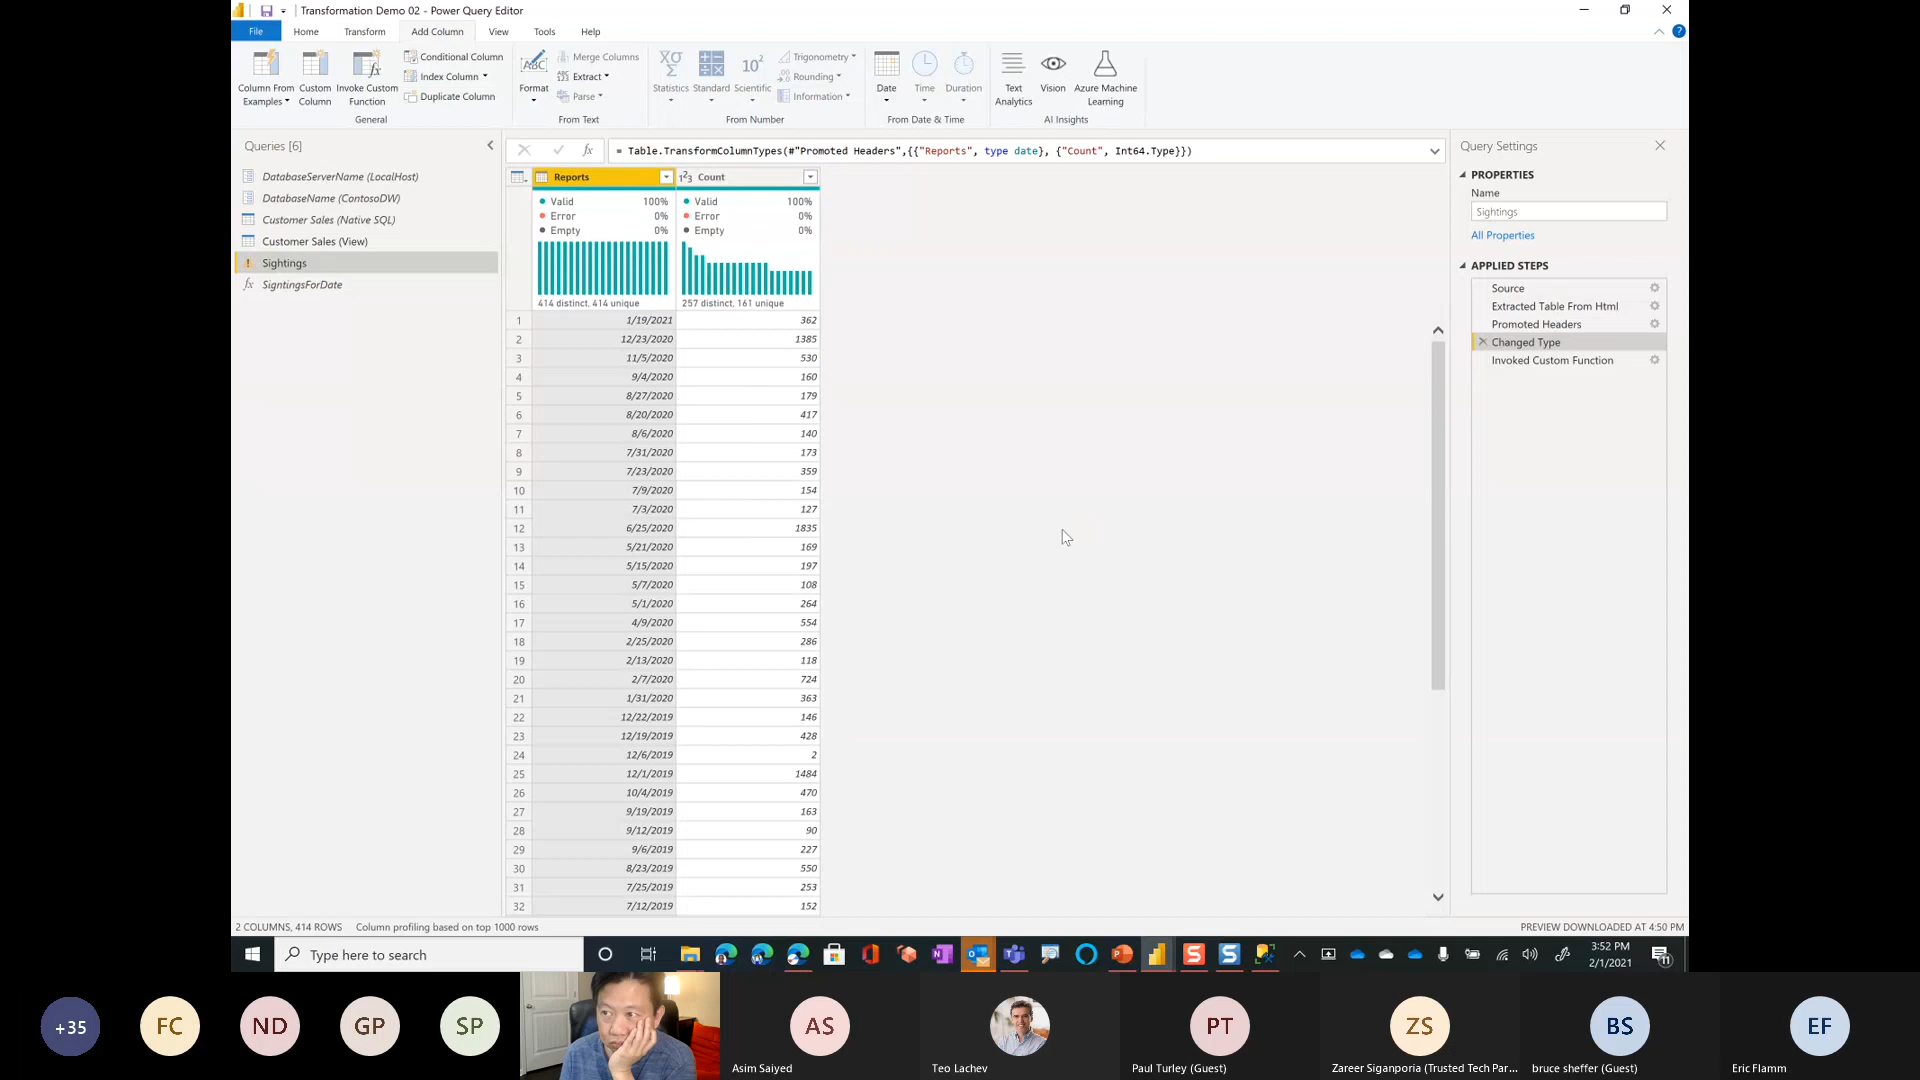 Transformation Demo 02 - Power Query Editor
File Home Transform Add Column View Tools Help
Column From Examples
Custom Column
Invoke Custom Function
Conditional Column
Index Column
Duplicate Column
General
ABC
Format
Merge Columns
Extract
Parse
From Text
XO
Σ
Statistics
Standard
10²
Scientific
Trigonometry
Rounding
Information
From Number
Date
Time
Duration
From Date & Time
Text Analytics
Vision
Azure Machine Learning
AI Insights
Queries [6]
DatabaseServerName (LocalHost)
DatabaseName (ContosoDW)
Customer Sales (Native SQL)
Customer Sales (View)
Sightings
fx SigntingsForDate
fx = Table.TransformColumnTypes(#"Promoted Headers",{{"Reports", type date}, {"Count", Int64.Type}})
Reports 1²3 Count
Valid 100% Valid 100%
Error 0% Error 0%
Empty 0% Empty 0%
414 distinct, 414 unique 257 distinct, 161 unique
1 1/19/2021 362
2 12/23/2020 1385
3 11/5/2020 530
4 9/4/2020 160
5 8/27/2020 179
6 8/20/2020 417
7 8/6/2020 140
8 7/31/2020 173
9 7/23/2020 359
10 7/9/2020 154
11 7/3/2020 127
12 6/25/2020 1835
13 5/21/2020 169
14 5/15/2020 197
15 5/7/2020 108
16 5/1/2020 264
17 4/9/2020 554
18 2/25/2020 286
19 2/13/2020 118
20 2/7/2020 724
21 1/31/2020 363
22 12/22/2019 146
23 12/19/2019 428
24 12/6/2019 2
25 12/1/2019 1484
26 10/4/2019 470
27 9/19/2019 163
28 9/12/2019 90
29 9/6/2019 227
30 8/23/2019 550
31 7/25/2019 253
32 7/12/2019 152
Query Settings
PROPERTIES
Name
Sightings
All Properties
APPLIED STEPS
Source
Extracted Table From Html
Promoted Headers
Changed Type
Invoked Custom Function
2 COLUMNS, 414 ROWS Column profiling based on top 1000 rows PREVIEW DOWNLOADED AT 4:50 PM
Type here to search
3:52 PM
2/1/2021
11
+35 FC ND GP SP AS PT ZS BS EF
Asim Saiyed Teo Lachev Paul Turley (Guest) Zareer Siganporia (Trusted Tech Par... bruce sheffer (Guest) Eric Flamm